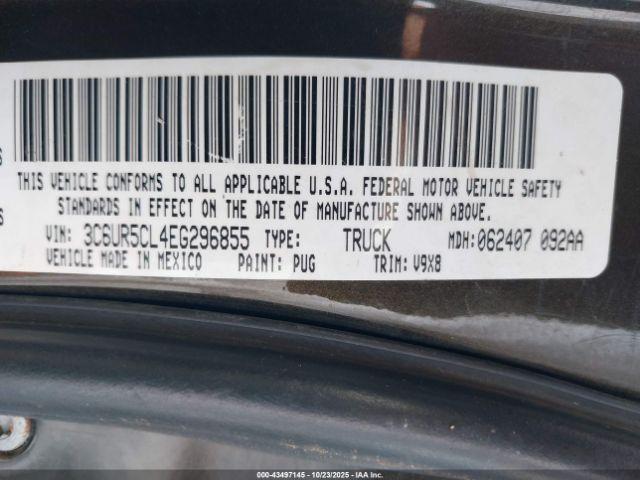 THIS VEHICLE CONFORMS TO ALL APPLICABLE U.S.A. FEDERAL MOTOR VEHICLE SAFETY
STANDARDS IN EFFECT ON THE DATE OF MANUFACTURE SHOWN ABOVE.
VIN: 3C6UR5CL4EG296855 TYPE: TRUCK MDH: 062407 092AA
VEHICLE MADE IN MEXICO PAINT: PUG TRIM: V9X8
000-43497145 - 10/23/2025 - IAA Inc.